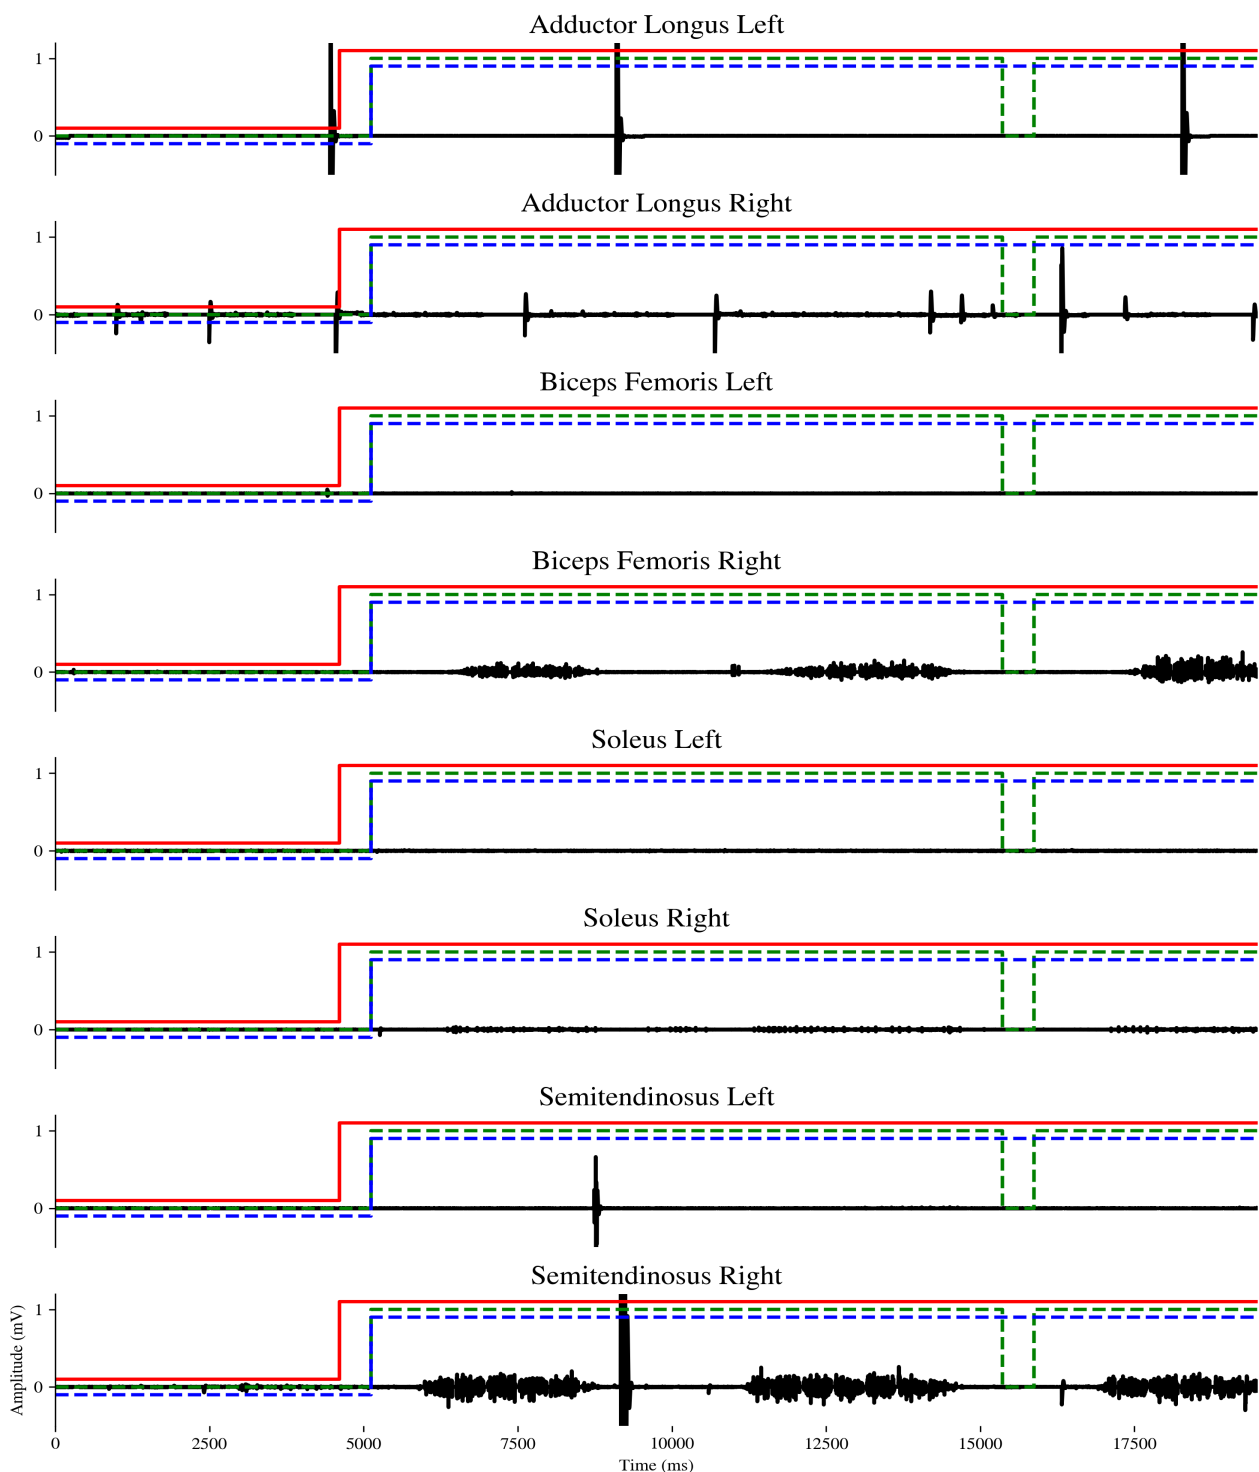 Adductor Longus Left
1
0
Adductor Longus Right
1
0
Biceps Femoris Left
1
0
Biceps Femoris Right
1
0
Soleus Left
1
0
Soleus Right
1
0
Semitendinosus Left
1
0
Semitendinosus Right
1
0
Amplitude (mV)
0 2500 5000 7500 10000 12500 15000 17500
Time (ms)